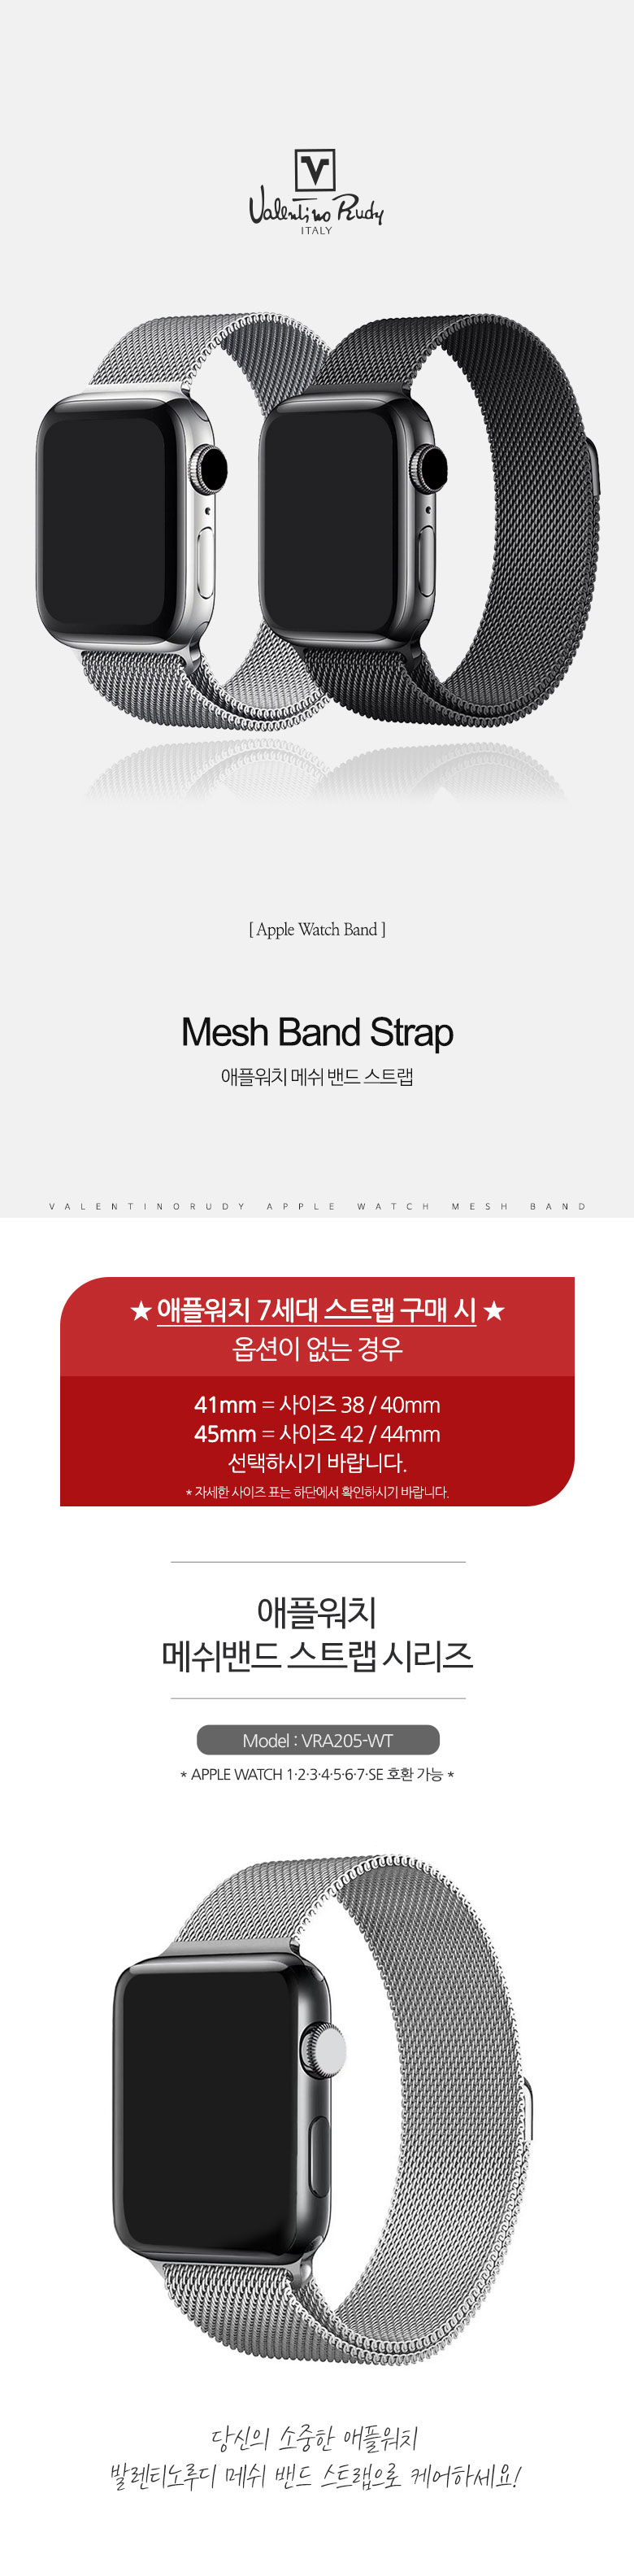 V
Valentino Rudy
ITALY
[ Apple Watch Band ]
Mesh Band Strap
애플워치 메쉬 밴드 스트랩
VALENTINORUDY APPLE WATCH MESH BAND
★ 애플워치 7세대 스트랩 구매 시 ★
옵션이 없는 경우
41mm = 사이즈 38 / 40mm
45mm = 사이즈 42 / 44mm
선택하시기 바랍니다.
* 자세한 사이즈 표는 하단에서 확인하시기 바랍니다.
애플워치
메쉬밴드 스트랩 시리즈
Model : VRA205-WT
* APPLE WATCH 1·2·3·4·5·6·7·SE 호환 가능 *
당신의 소중한 애플워치
발렌티노루디 메쉬 밴드 스트랩으로 케어하세요!